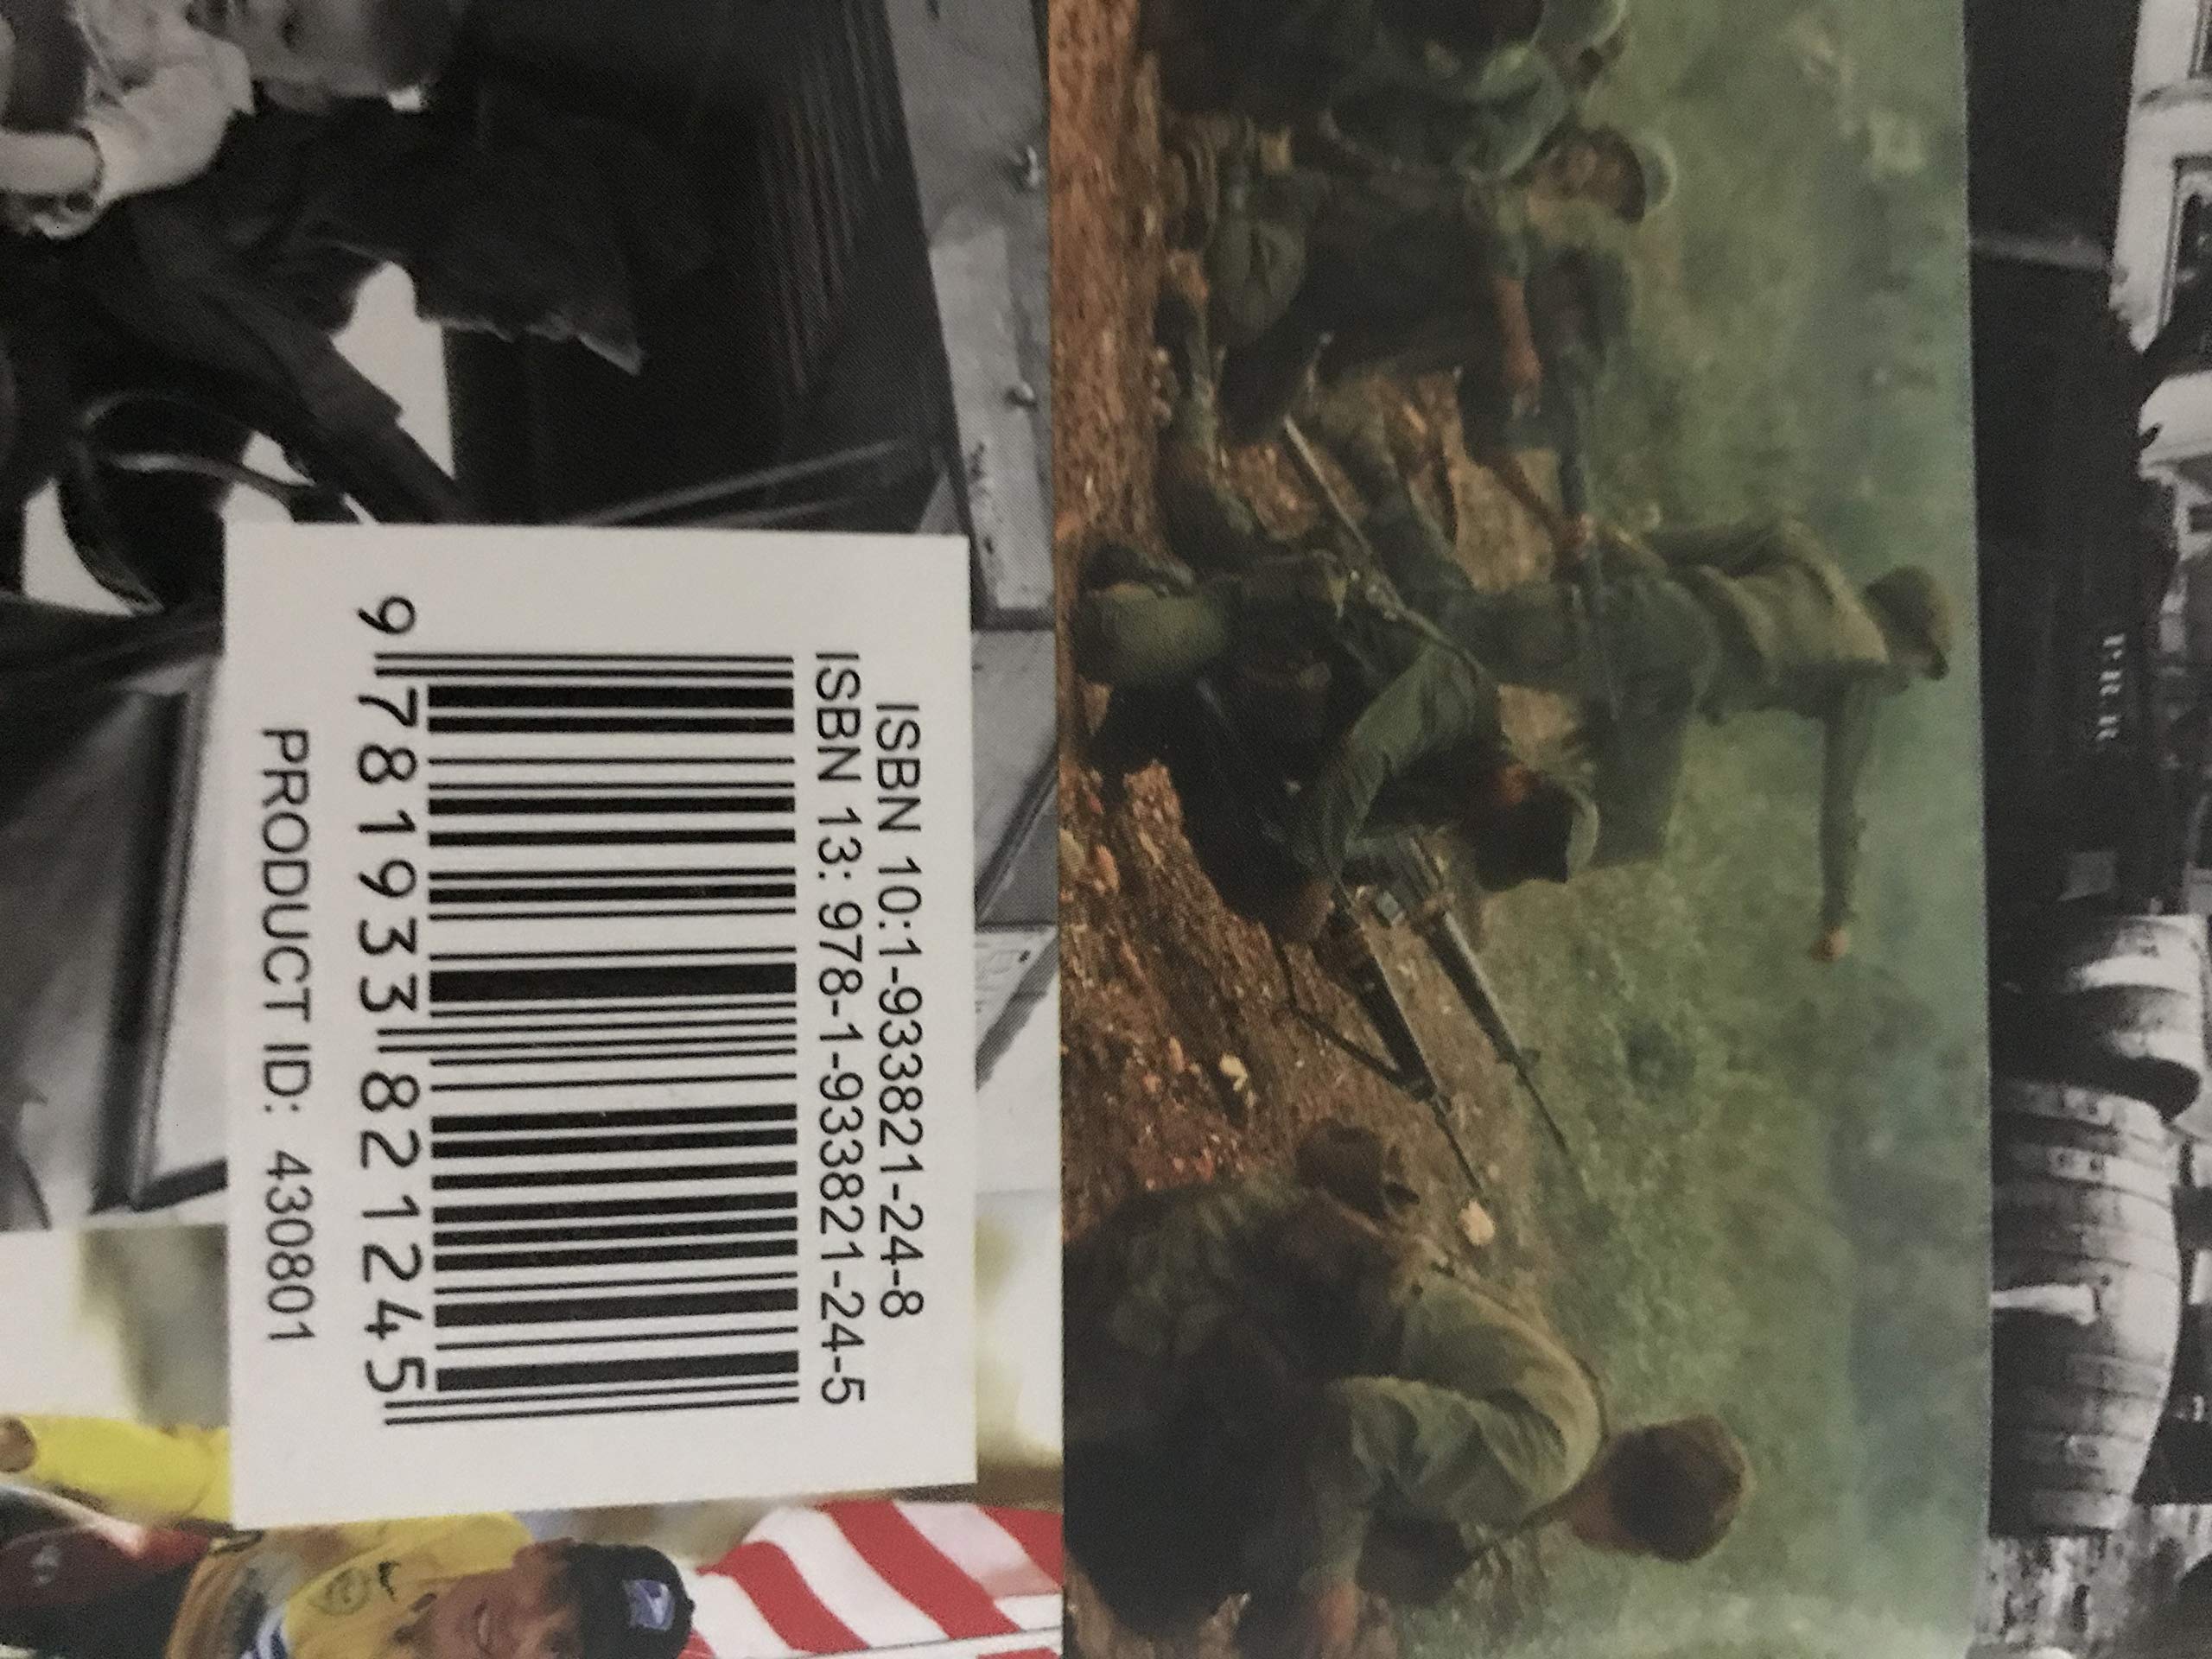 ISBN 10:1-933821-24-8
ISBN 13: 978-1-933821-24-5
9 781933 821245
PRODUCT ID: 430801